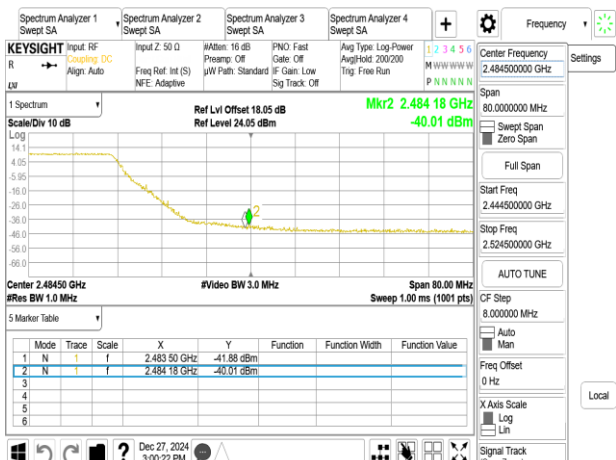 Spectrum Analyzer 1
Swept SA
Spectrum Analyzer 2
Swept SA
Spectrum Analyzer 3
Swept SA
Spectrum Analyzer 4
Swept SA
+
Frequency
KEYSIGHT
R
Input: RF
Coupling: DC
Align: Auto
Input Z: 50 Ω
Freq Ref: Int (S)
NFE: Adaptive
#Atten: 16 dB
Preamp: Off
µW Path: Standard
PNO: Fast
Gate: Off
IF Gain: Low
Sig Track: Off
Avg Type: Log-Power
Avg|Hold: 200/200
Trig: Free Run
1 2 3 4 5 6
M W W W W W
P N N N N N
Settings
Center Frequency
2.484500000 GHz
Span
80.0000000 MHz
Swept Span
Zero Span
Full Span
Start Freq
2.444500000 GHz
Stop Freq
2.524500000 GHz
AUTO TUNE
CF Step
8.000000 MHz
Auto
Man
Freq Offset
0 Hz
X Axis Scale
Log
Lin
Signal Track
Local
1 Spectrum
Scale/Div 10 dB
Ref Lvl Offset 18.05 dB
Ref Level 24.05 dBm
Mkr2 2.484 18 GHz
-40.01 dBm
Log
14.1
4.05
-5.95
-16.0
-26.0
-36.0
-46.0
-56.0
-66.0
2
Center 2.48450 GHz
#Res BW 1.0 MHz
#Video BW 3.0 MHz
Span 80.00 MHz
Sweep 1.00 ms (1001 pts)
5 Marker Table
Mode Trace Scale X Y Function Function Width Function Value
1 N 1 f 2.483 50 GHz -41.88 dBm
2 N 1 f 2.484 18 GHz -40.01 dBm
3
4
5
6
?
Dec 27, 2024
3:00:22 PM